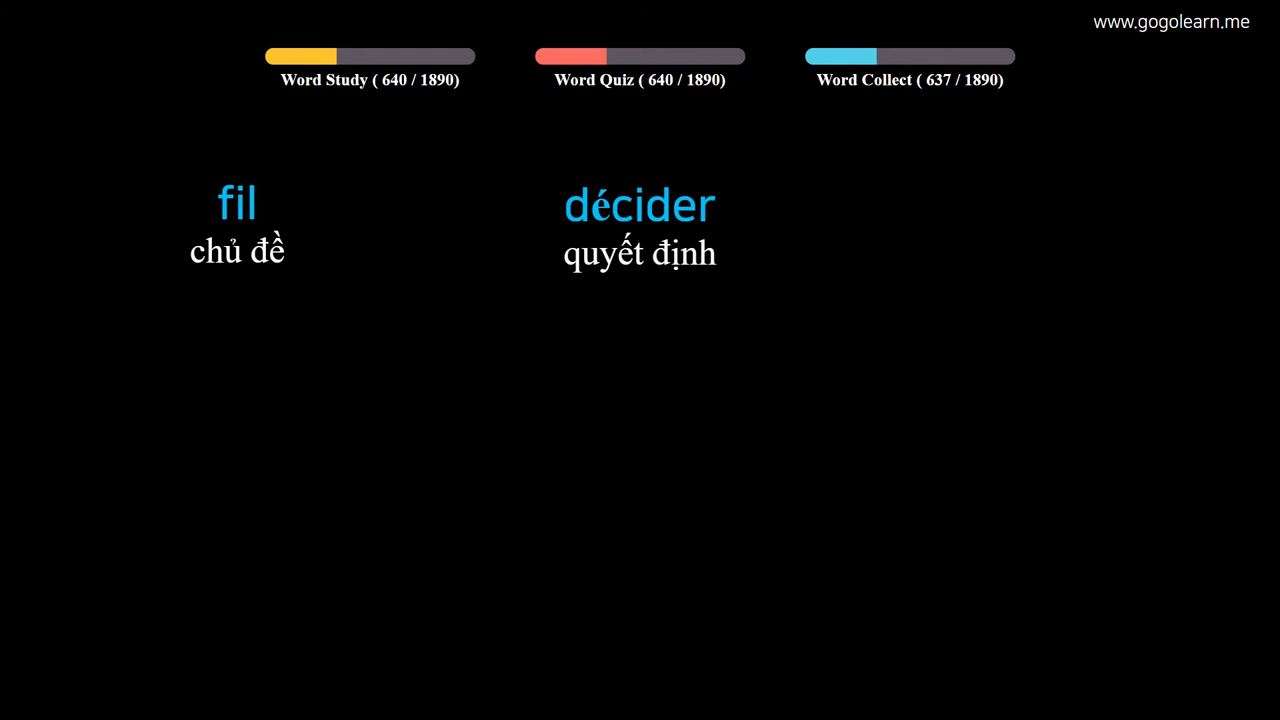 www.gogolearn.me
Word Study ( 640 / 1890)
Word Quiz ( 640 / 1890)
Word Collect ( 637 / 1890)
fil
chủ đề
décider
quyết định